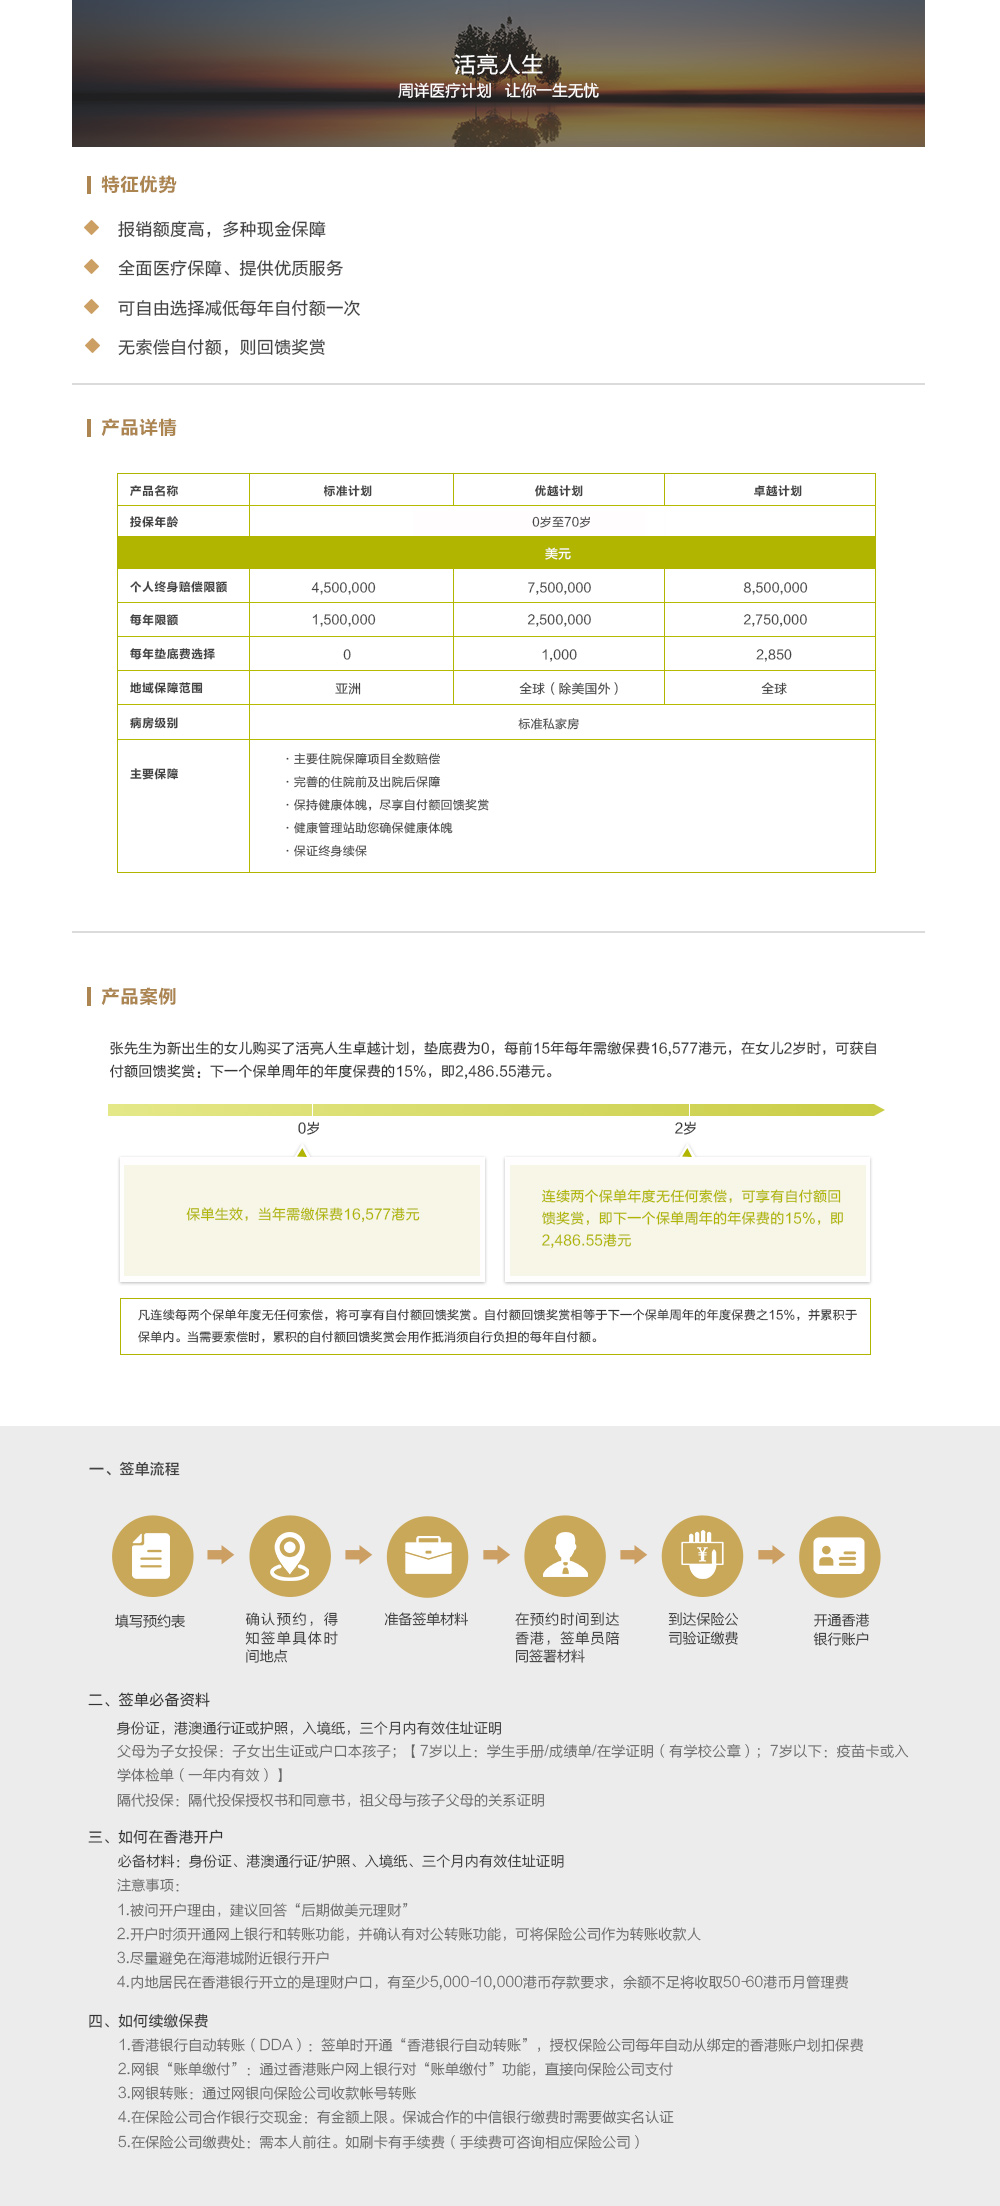 活亮人生
周详医疗计划 让你一生无忧
特征优势
报销额度高，多种现金保障
全面医疗保障、提供优质服务
可自由选择减低每年自付额一次
无索偿自付额，则回馈奖赏
产品详情
产品名称 标准计划 优越计划 卓越计划
投保年龄 0岁至70岁
美元
个人终身赔偿限额 4,500,000 7,500,000 8,500,000
每年限额 1,500,000 2,500,000 2,750,000
每年垫底费选择 0 1,000 2,850
地域保障范围 亚洲 全球（除美国外） 全球
病房级别 标准私家房
主要保障
· 主要住院保障项目全数赔偿
· 完善的住院前及出院后保障
· 保持健康体魄，尽享自付额回馈奖赏
· 健康管理站助您确保健康体魄
· 保证终身续保
产品案例
张先生为新出生的女儿购买了活亮人生卓越计划，垫底费为0，每前15年每年需缴保费16,577港元，在女儿2岁时，可获自
付额回馈奖赏：下一个保单周年的年度保费的15%，即2,486.55港元。
0岁 2岁
保单生效，当年需缴保费16,577港元
连续两个保单年度无任何索偿，可享有自付额回
馈奖赏，即下一个保单周年的年保费的15%，即
2,486.55港元
凡连续每两个保单年度无任何索偿，将可享有自付额回馈奖赏。自付额回馈奖赏相等于下一个保单周年的年度保费之15%，并累积于
保单内。当需要索偿时，累积的自付额回馈奖赏会用作抵消须自行负担的每年自付额。
一、签单流程
¥
填写预约表
确认预约，得
知签单具体时
间地点
准备签单材料
在预约时间到达
香港，签单员陪
同签署材料
到达保险公
司验证缴费
开通香港
银行账户
二、签单必备资料
身份证，港澳通行证或护照，入境纸，三个月内有效住址证明
父母为子女投保：子女出生证或户口本孩子；【 7岁以上：学生手册/成绩单/在学证明（有学校公章）；7岁以下：疫苗卡或入
学体检单（一年内有效）】
隔代投保：隔代投保授权书和同意书，祖父母与孩子父母的关系证明
三、如何在香港开户
必备材料：身份证、港澳通行证/护照、入境纸、三个月内有效住址证明
注意事项：
1.被问开户理由，建议回答“后期做美元理财”
2.开户时须开通网上银行和转账功能，并确认有对公转账功能，可将保险公司作为转账收款人
3.尽量避免在海港城附近银行开户
4.内地居民在香港银行开立的是理财户口，有至少5,000-10,000港币存款要求，余额不足将收取50-60港币月管理费
四、如何续缴保费
1.香港银行自动转账（DDA）：签单时开通“香港银行自动转账”，授权保险公司每年自动从绑定的香港账户划扣保费
2.网银“账单缴付”：通过香港账户网上银行对“账单缴付”功能，直接向保险公司支付
3.网银转账：通过网银向保险公司收款帐号转账
4.在保险公司合作银行交现金：有金额上限。保诚合作的中信银行缴费时需要做实名认证
5.在保险公司缴费处：需本人前往。如刷卡有手续费（手续费可咨询相应保险公司）